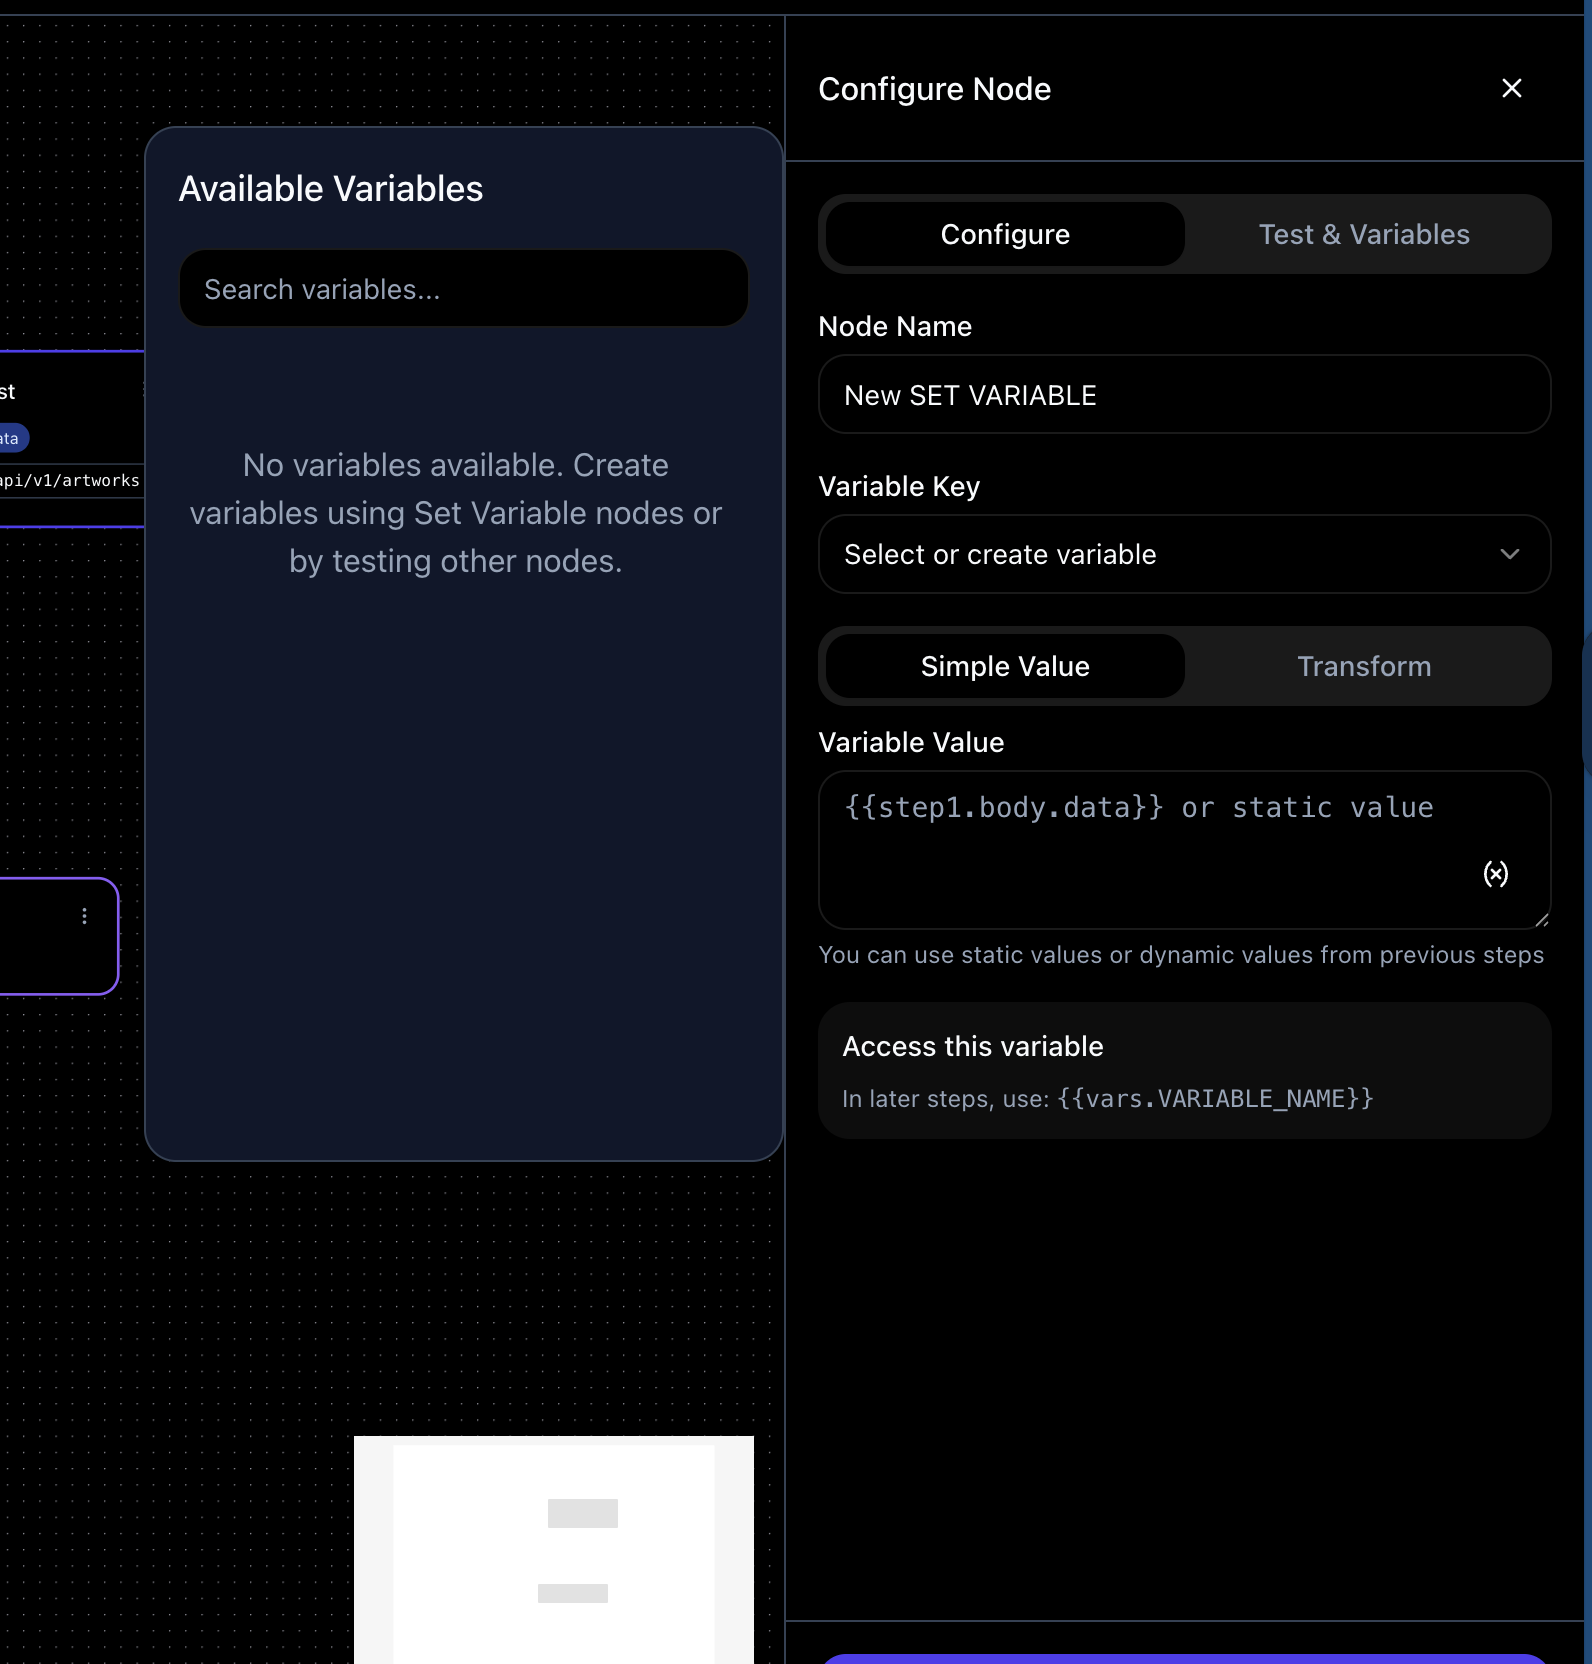 Configure Node
Available Variables
Search variables...
No variables available. Create
variables using Set Variable nodes or
by testing other nodes.
st
ata
api/v1/artworks
Configure
Test & Variables
Node Name
New SET VARIABLE
Variable Key
Select or create variable
Simple Value
Transform
Variable Value
{{step1.body.data}} or static value
(x)
You can use static values or dynamic values from previous steps
Access this variable
In later steps, use: {{vars.VARIABLE_NAME}}